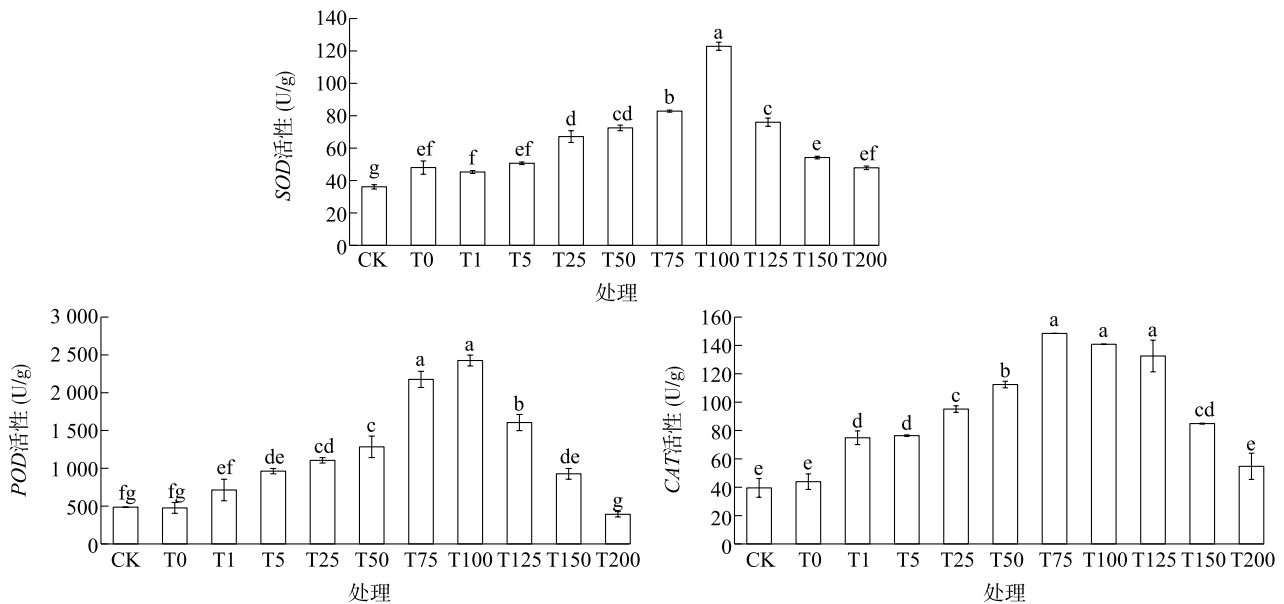 SOD活性 (U/g)
140
120
100
80
60
40
20
0
g
ef
f
ef
d
cd
b
a
c
e
ef
CK T0 T1 T5 T25 T50 T75 T100 T125 T150 T200
处理
POD活性 (U/g)
3 000
2 500
2 000
1 500
1 000
500
0
fg
fg
ef
de
cd
c
a
a
b
de
g
CK T0 T1 T5 T25 T50 T75 T100 T125 T150 T200
处理
CAT活性 (U/g)
160
140
120
100
80
60
40
20
0
e
e
d
d
c
b
a
a
a
cd
e
CK T0 T1 T5 T25 T50 T75 T100 T125 T150 T200
处理